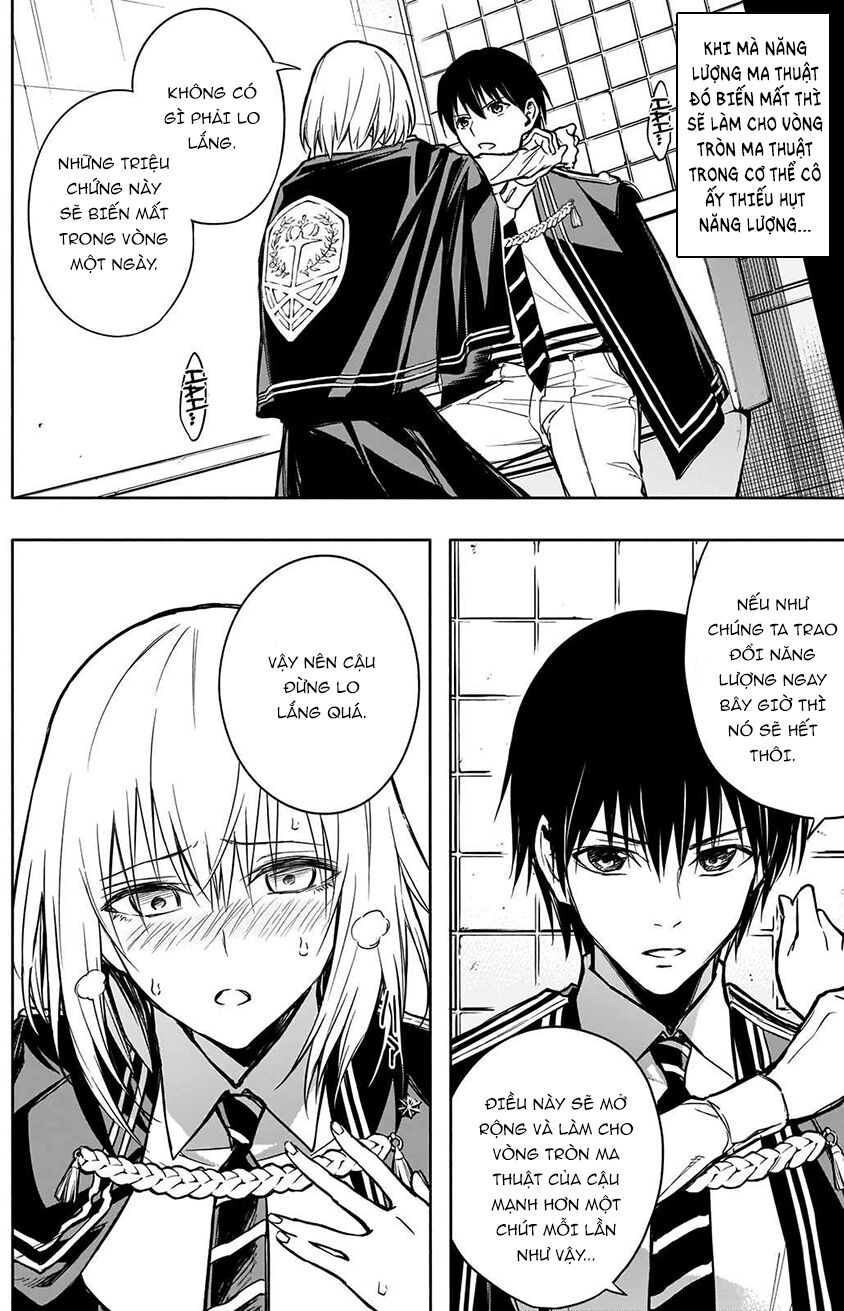 KHI MÀ NĂNG
LƯỢNG MA THUẬT
ĐÓ BIẾN MẤT THÌ
SẼ LÀM CHO VÒNG
TRÒN MA THUẬT
TRONG CƠ THỂ CÔ
ẤY THIẾU HỤT
NĂNG LƯỢNG...
HAH..
KHÔNG CÓ
GÌ PHẢI LO
LẮNG.
NHỮNG TRIỆU
CHỨNG NÀY
SẼ BIẾN MẤT
TRONG VÒNG
MỘT NGÀY.
HAH..
NẾU NHƯ
CHÚNG TA TRAO
ĐỔI NĂNG
LƯỢNG NGAY
BÂY GIỜ THÌ
NÓ SẼ HẾT
THÔI.
ĐIỀU NÀY SẼ MỞ
RỘNG VÀ LÀM CHO
VÒNG TRÒN MA
THUẬT CỦA CẬU
MẠNH HƠN MỘT
CHÚT MỖI LẦN
NHƯ VẬY...
VẬY NÊN CẬU
ĐỪNG LO
LẮNG QUÁ.